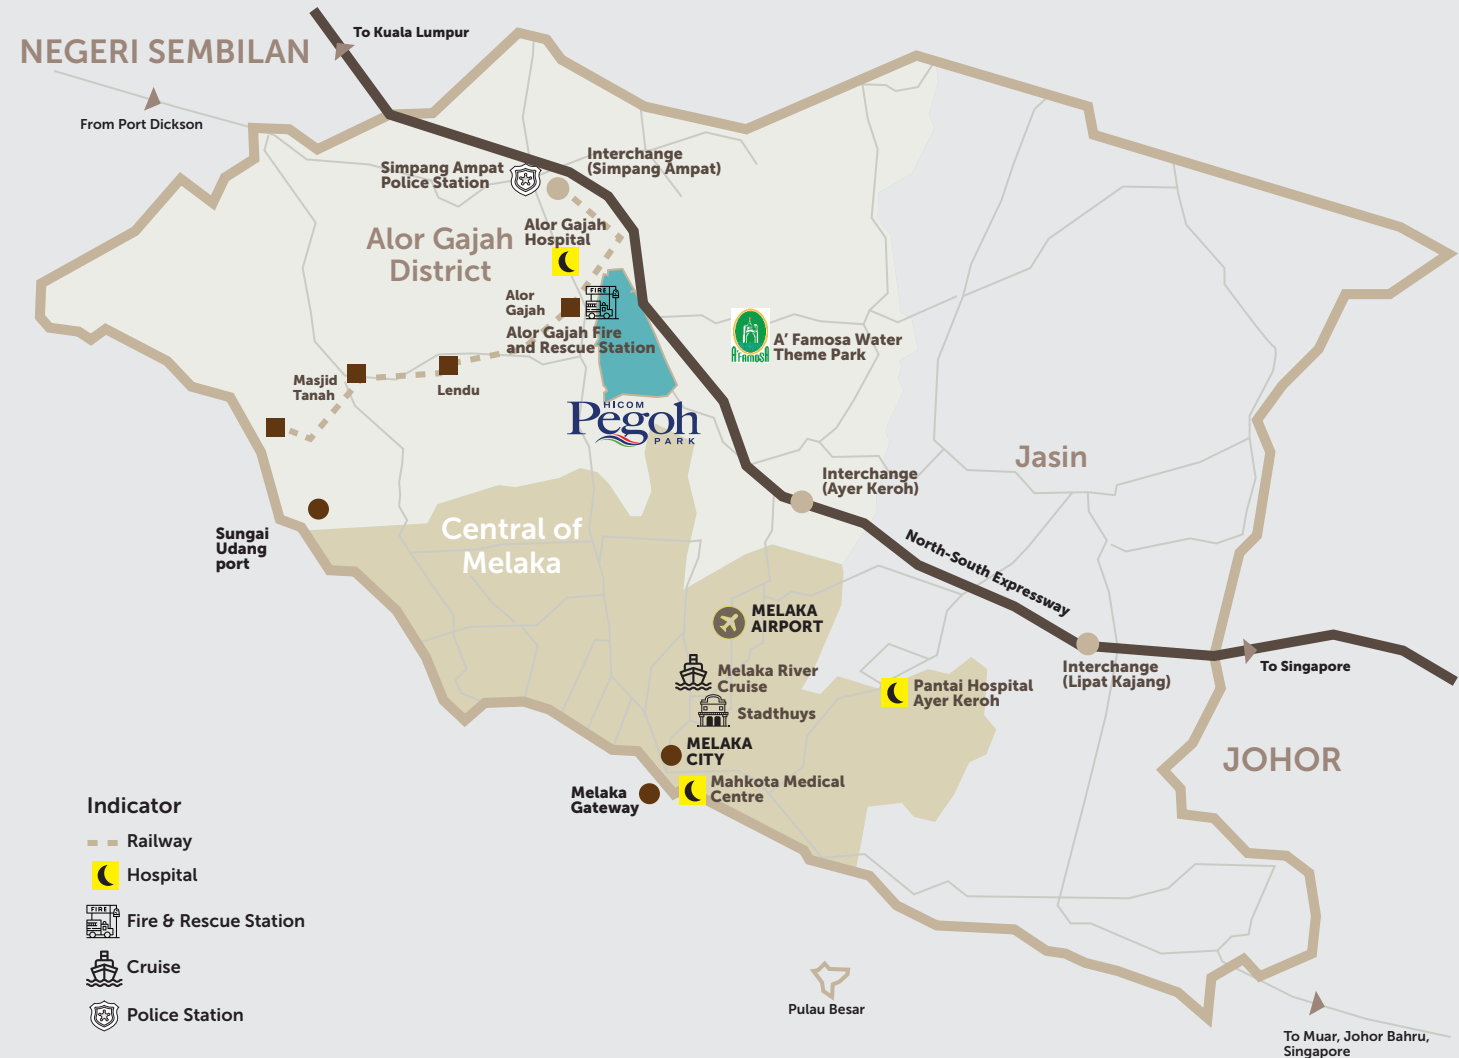 NEGERI SEMBILAN
To Kuala Lumpur
From Port Dickson
Simpang Ampat
Police Station
Interchange
(Simpang Ampat)
Alor Gajah
District
Alor Gajah
Hospital
Alor
Gajah
FIRE
Alor Gajah Fire
and Rescue Station
A'FAMOSA
A’ Famosa Water
Theme Park
Masjid
Tanah
Lendu
HICOM
Pegoh
PARK
Jasin
Interchange
(Ayer Keroh)
Sungai
Udang
port
Central of
Melaka
North-South Expressway
MELAKA
AIRPORT
Interchange
(Lipat Kajang)
To Singapore
Melaka River
Cruise
Pantai Hospital
Ayer Keroh
Stadthuys
MELAKA
CITY
JOHOR
Melaka
Gateway
Mahkota Medical
Centre
Indicator
Railway
Hospital
FIRE
Fire & Rescue Station
Cruise
Police Station
Pulau Besar
To Muar, Johor Bahru,
Singapore